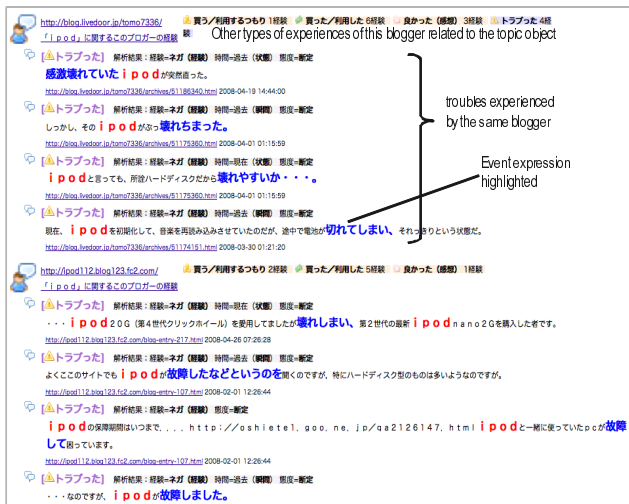 http://blog.livedoor.jp/tomo7336/ 買う／利用するつもり 1経験 買った／利用した 6経験 良かった（感想） 3経験 トラブった 4経験
「ｉｐｏｄ」に関するこのブロガーの経験
Other types of experiences of this blogger related to the topic object
[トラブった] 解析結果：経験=ネガ（経験） 時間=過去（状態） 態度=断定
感激壊れていたｉｐｏｄが突然直った。
http://blog.livedoor.jp/tomo7336/archives/51186340.html 2008-04-19 14:44:00
troubles experienced
by the same blogger
[トラブった] 解析結果：経験=ネガ（経験） 時間=過去（瞬間） 態度=断定
しっかし、そのｉｐｏｄがぶっ壊れちまった。
http://blog.livedoor.jp/tomo7336/archives/51175360.html 2008-04-01 01:15:59
[トラブった] 解析結果：経験=ネガ（経験） 時間=現在（状態） 態度=断定
ｉｐｏｄと言っても、所詮ハードディスクだから壊れやすいか・・・。
http://blog.livedoor.jp/tomo7336/archives/51175360.html 2008-04-01 01:15:59
Event expression
highlighted
[トラブった] 解析結果：経験=ネガ（経験） 時間=過去（瞬間） 態度=断定
現在、ｉｐｏｄを初期化して、音楽を再読み込みさせていたのだが、途中で電池が切れてしまい、それっきりという状態だ。
http://blog.livedoor.jp/tomo7336/archives/51174151.html 2008-03-30 01:21:20
http://ipod112.blog123.fc2.com/ 買う／利用するつもり 2経験 買った／利用した 5経験 良かった（感想） 1経験
「ｉｐｏｄ」に関するこのブロガーの経験
[トラブった] 解析結果：経験=ネガ（経験） 時間=過去（状態） 態度=断定
・・・ｉｐｏｄ２０Ｇ（第４世代クリックホイール）を愛用してましたが壊れしまい、第２世代の最新ｉｐｏｄｎａｎｏ２Ｇを購入した者です。
http://ipod112.blog123.fc2.com/blog-entry-217.html 2008-04-26 07:26:28
[トラブった] 解析結果：経験=ネガ（経験） 時間=過去（瞬間） 態度=断定
よくここのサイトでもｉｐｏｄが故障したなどというのを聞くのですが、特にハードディスク型のものは多いようなのですが。
http://ipod112.blog123.fc2.com/blog-entry-107.html 2008-02-01 12:26:44
[トラブった] 解析結果：経験=ネガ（経験） 態度=断定
ｉｐｏｄの保障期間はいつまで．．．．ｈｔｔｐ：／／ｏｓｈｉｅｔｅ１．ｇｏｏ．ｎｅ．ｊｐ／ｑａ２１２６１４７．ｈｔｍｌｉｐｏｄと一緒に使っていたｐｃが故障
して困っています。
http://ipod112.blog123.fc2.com/blog-entry-107.html 2008-02-01 12:26:44
[トラブった] 解析結果：経験=ネガ（経験） 時間=過去（瞬間） 態度=断定
・・・なのですが、ｉｐｏｄが故障しました。